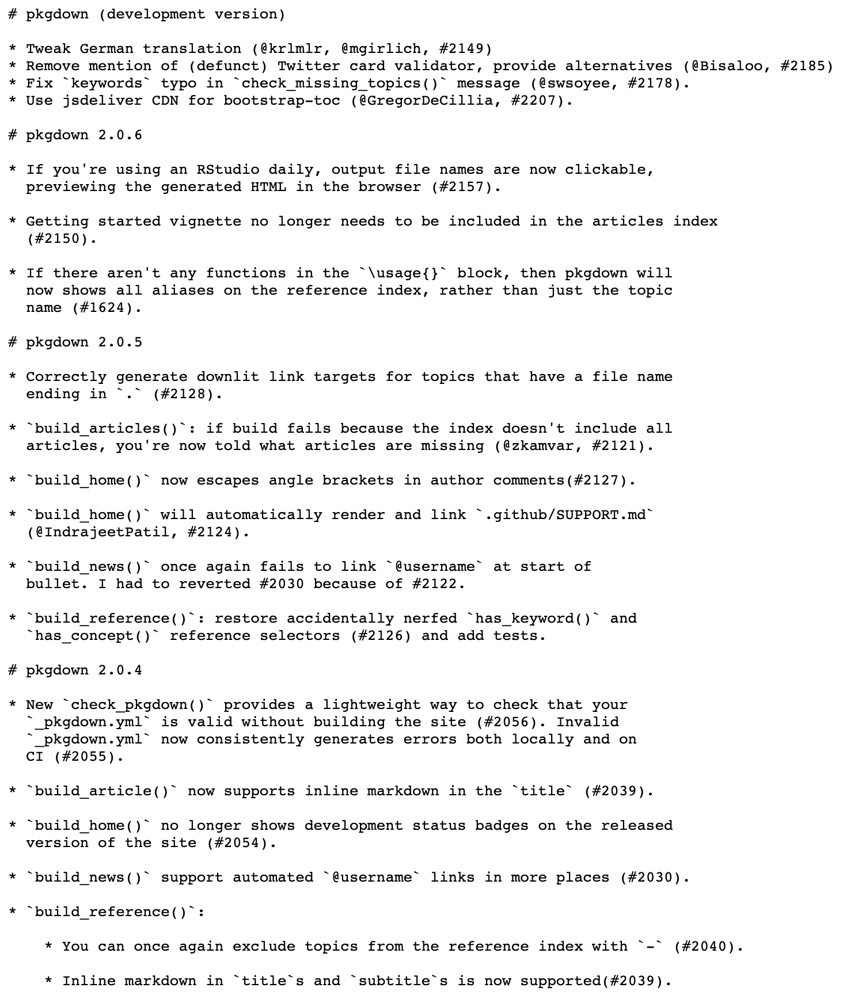 # pkgdown (development version)
* Tweak German translation (@krlmlr, @mgirlich, #2149)
* Remove mention of (defunct) Twitter card validator, provide alternatives (@Bisaloo, #2185)
* Fix `keywords` typo in `check_missing_topics()` message (@swsoyee, #2178).
* Use jsdeliver CDN for bootstrap-toc (@GregorDeCillia, #2207).
# pkgdown 2.0.6
* If you're using an RStudio daily, output file names are now clickable,
previewing the generated HTML in the browser (#2157).
* Getting started vignette no longer needs to be included in the articles index
(#2150).
* If there aren't any functions in the `\usage{}` block, then pkgdown will
now shows all aliases on the reference index, rather than just the topic
name (#1624).
# pkgdown 2.0.5
* Correctly generate downlit link targets for topics that have a file name
ending in `.` (#2128).
* `build_articles()`: if build fails because the index doesn't include all
articles, you're now told what articles are missing (@zkamvar, #2121).
* `build_home()` now escapes angle brackets in author comments(#2127).
* `build_home()` will automatically render and link `.github/SUPPORT.md`
(@IndrajeetPatil, #2124).
* `build_news()` once again fails to link `@username` at start of
bullet. I had to reverted #2030 because of #2122.
* `build_reference()`: restore accidentally nerfed `has_keyword()` and
`has_concept()` reference selectors (#2126) and add tests.
# pkgdown 2.0.4
* New `check_pkgdown()` provides a lightweight way to check that your
`_pkgdown.yml` is valid without building the site (#2056). Invalid
`_pkgdown.yml` now consistently generates errors both locally and on
CI (#2055).
* `build_article()` now supports inline markdown in the `title` (#2039).
* `build_home()` no longer shows development status badges on the released
version of the site (#2054).
* `build_news()` support automated `@username` links in more places (#2030).
* `build_reference()`:
* You can once again exclude topics from the reference index with `-` (#2040).
* Inline markdown in `title`s and `subtitle`s is now supported(#2039).